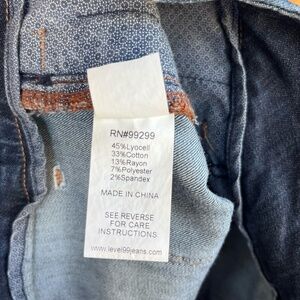 RN#99299
45%Lyocell
33%Cotton
13%Rayon
7%Polyester
2%Spandex
MADE IN CHINA
SEE REVERSE
FOR CARE
INSTRUCTIONS
www.level99jeans.com